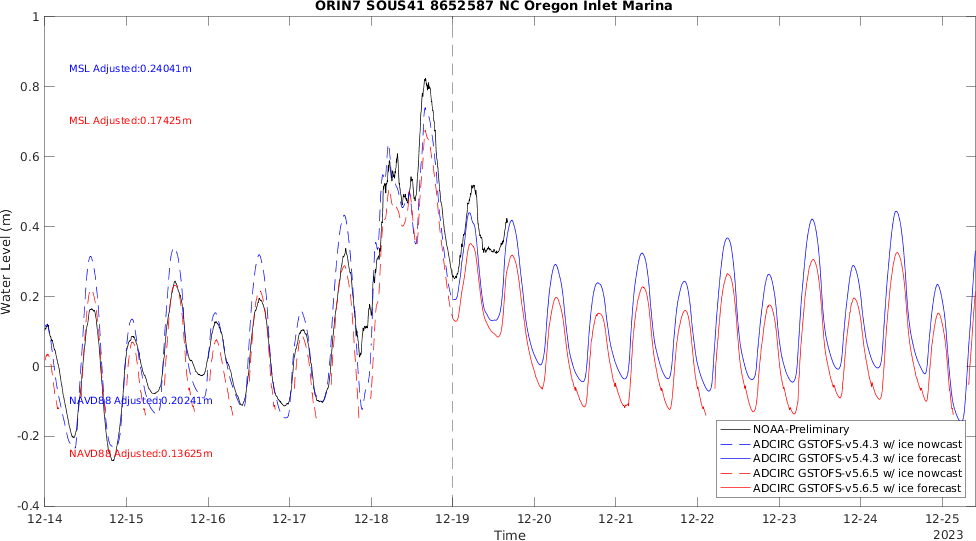 ORIN7 SOUS41 8652587 NC Oregon Inlet Marina
1
0.8
0.6
0.4
0.2
0
-0.2
-0.4
Water Level (m)
MSL Adjusted:0.24041m
MSL Adjusted:0.17425m
NAVD88 Adjusted:0.20241m
NAVD88 Adjusted:0.13625m
NOAA-Preliminary
ADCIRC GSTOFS-v5.4.3 w/ ice nowcast
ADCIRC GSTOFS-v5.4.3 w/ ice forecast
ADCIRC GSTOFS-v5.6.5 w/ ice nowcast
ADCIRC GSTOFS-v5.6.5 w/ ice forecast
12-14 12-15 12-16 12-17 12-18 12-19 12-20 12-21 12-22 12-23 12-24 12-25
Time
2023